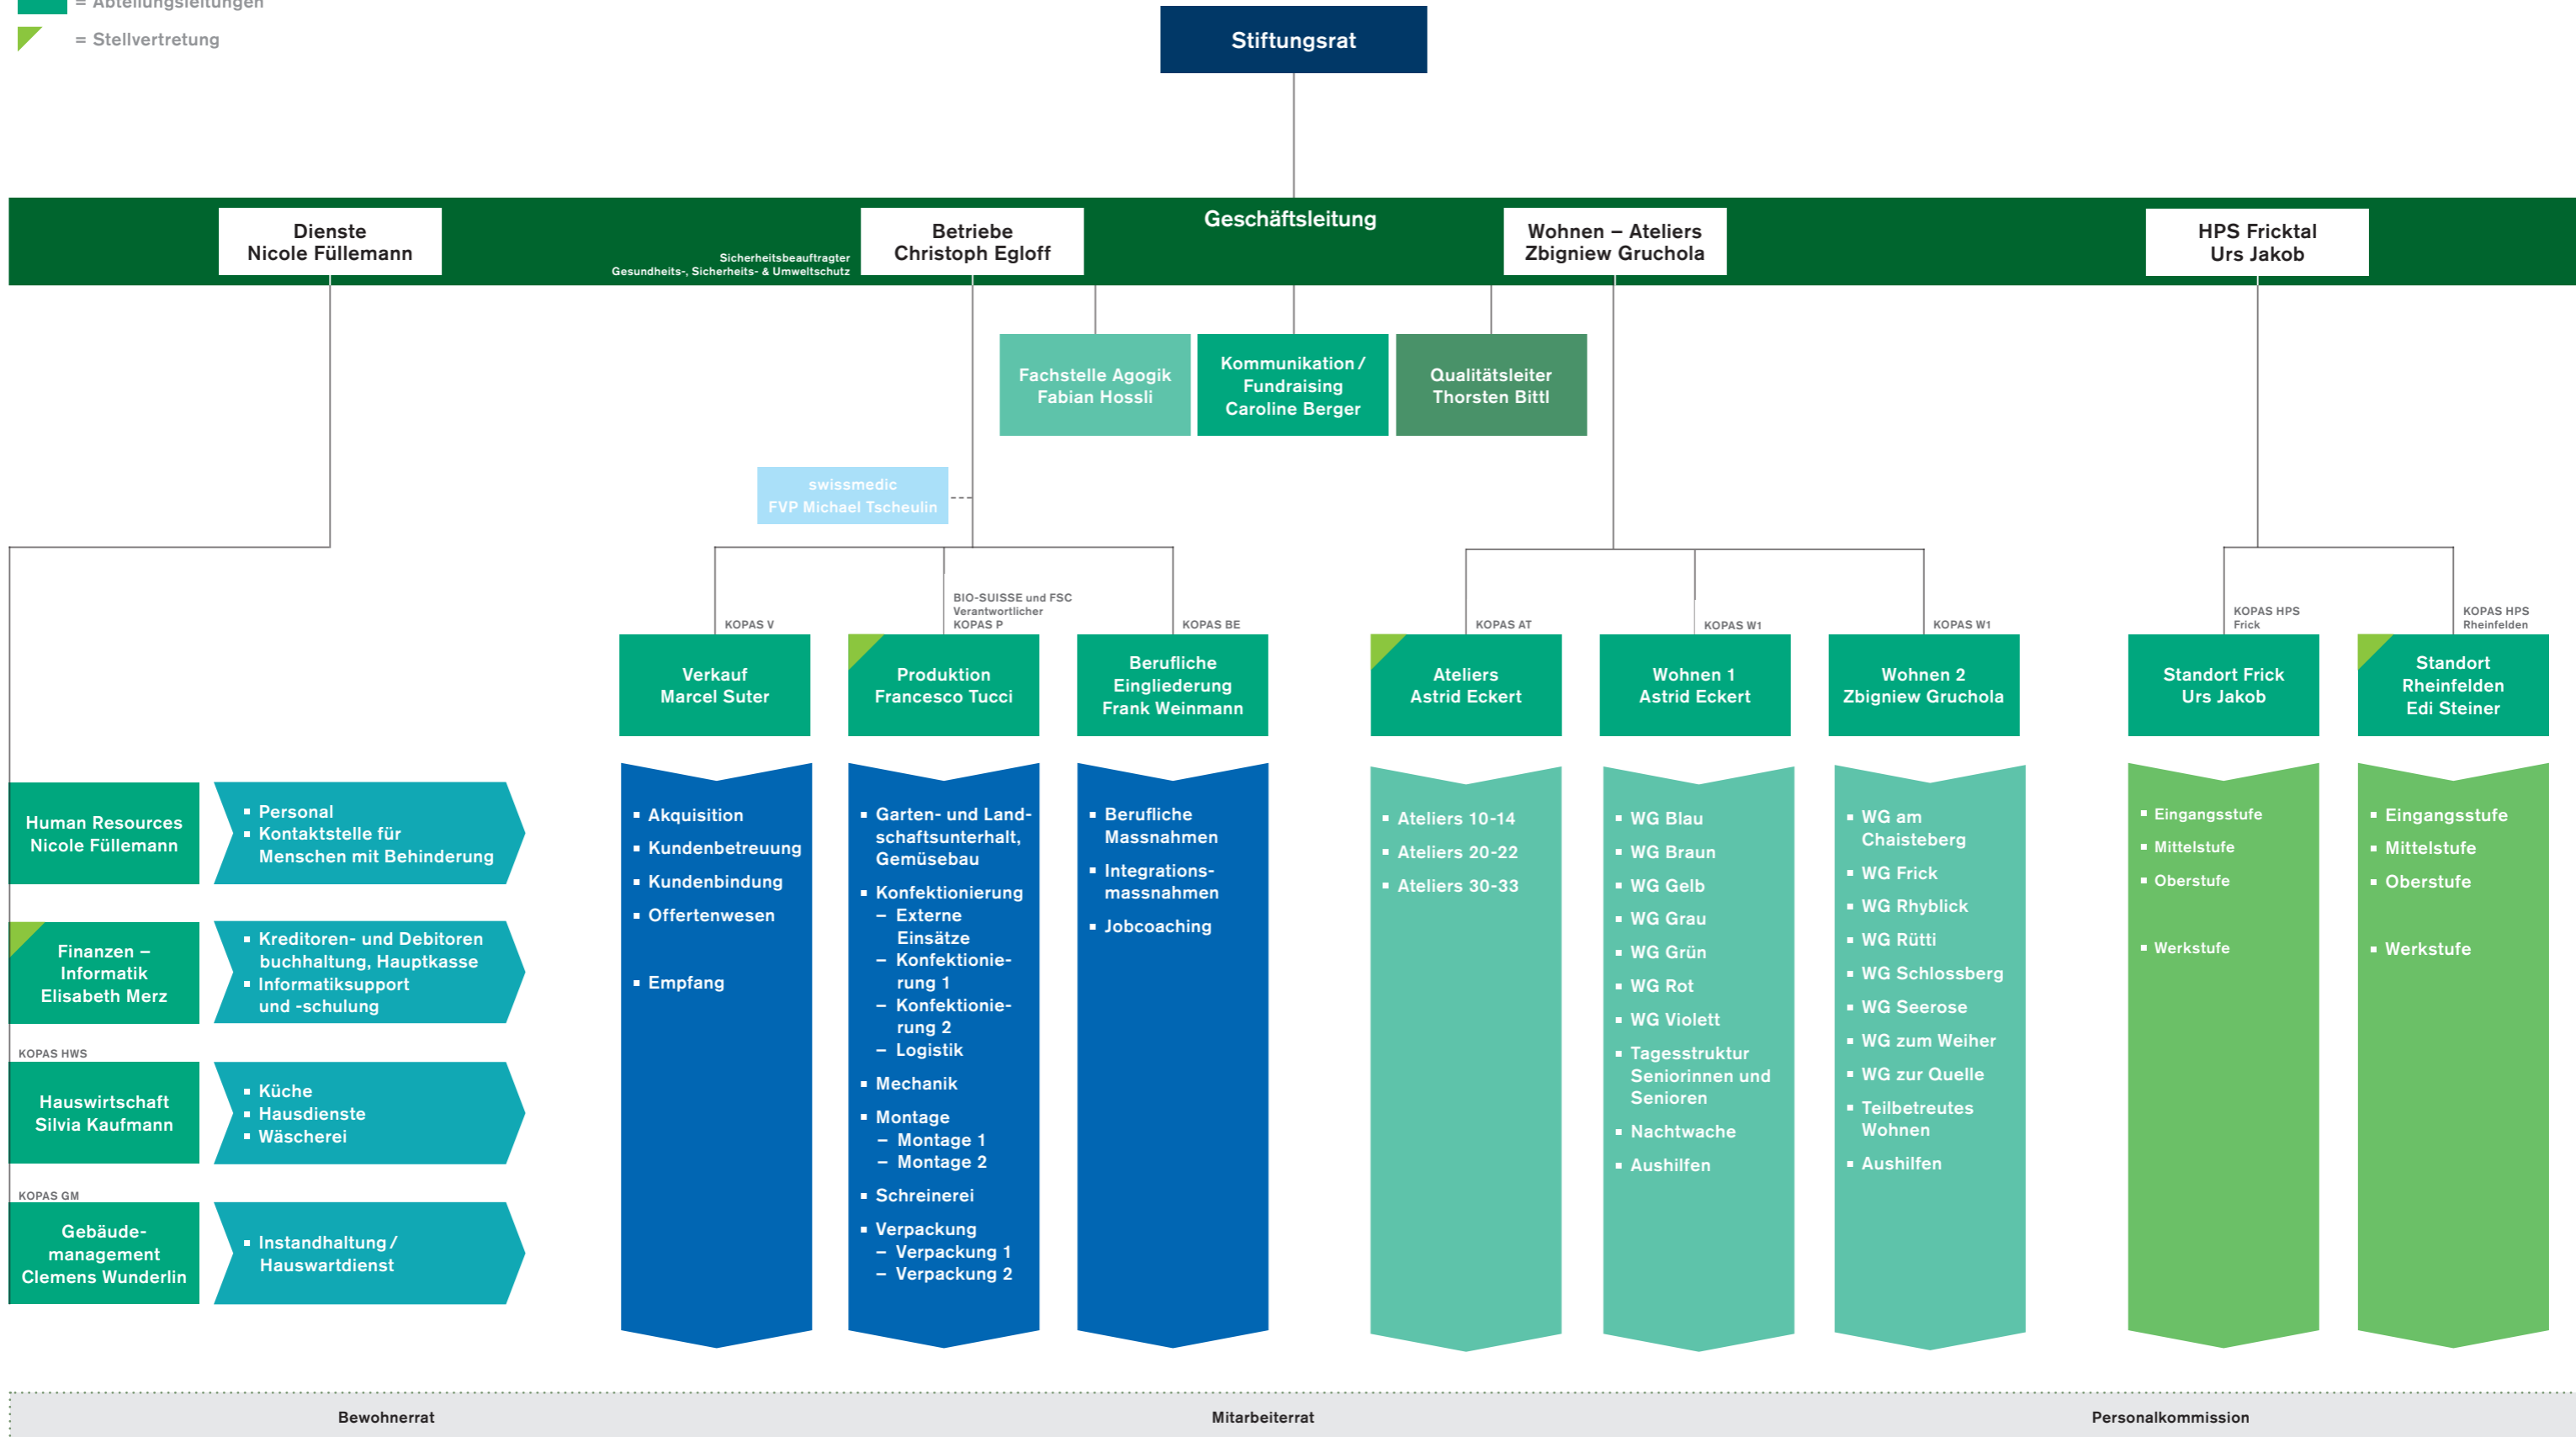 = Abteilungsleitungen
= Stellvertretung
Stiftungsrat
Geschäftsleitung
Dienste
Nicole Füllemann
Sicherheitsbeauftragter
Gesundheits-, Sicherheits- & Umweltschutz
Betriebe
Christoph Egloff
Wohnen – Ateliers
Zbigniew Gruchola
HPS Fricktal
Urs Jakob
Fachstelle Agogik
Fabian Hossli
Kommunikation /
Fundraising
Caroline Berger
Qualitätsleiter
Thorsten Bittl
swissmedic
FVP Michael Tscheulin
KOPAS V
Verkauf
Marcel Suter
BIO-SUISSE und FSC
Verantwortlicher
KOPAS P
Produktion
Francesco Tucci
KOPAS BE
Berufliche
Eingliederung
Frank Weinmann
KOPAS AT
Ateliers
Astrid Eckert
KOPAS W1
Wohnen 1
Astrid Eckert
KOPAS W1
Wohnen 2
Zbigniew Gruchola
KOPAS HPS
Frick
Standort Frick
Urs Jakob
KOPAS HPS
Rheinfelden
Standort
Rheinfelden
Edi Steiner
Human Resources
Nicole Füllemann
▪ Personal
▪ Kontaktstelle für
Menschen mit Behinderung
Finanzen –
Informatik
Elisabeth Merz
▪ Kreditoren- und Debitoren
buchhaltung, Hauptkasse
▪ Informatiksupport
und -schulung
KOPAS HWS
Hauswirtschaft
Silvia Kaufmann
▪ Küche
▪ Hausdienste
▪ Wäscherei
KOPAS GM
Gebäude-
management
Clemens Wunderlin
▪ Instandhaltung /
Hauswartdienst
▪ Akquisition
▪ Kundenbetreuung
▪ Kundenbindung
▪ Offertenwesen
▪ Empfang
▪ Garten- und Land-
schaftsunterhalt,
Gemüsebau
▪ Konfektionierung
– Externe
Einsätze
– Konfektionie-
rung 1
– Konfektionie-
rung 2
– Logistik
▪ Mechanik
▪ Montage
– Montage 1
– Montage 2
▪ Schreinerei
▪ Verpackung
– Verpackung 1
– Verpackung 2
▪ Berufliche
Massnahmen
▪ Integrations-
massnahmen
▪ Jobcoaching
▪ Ateliers 10-14
▪ Ateliers 20-22
▪ Ateliers 30-33
▪ WG Blau
▪ WG Braun
▪ WG Gelb
▪ WG Grau
▪ WG Grün
▪ WG Rot
▪ WG Violett
▪ Tagesstruktur
Seniorinnen und
Senioren
▪ Nachtwache
▪ Aushilfen
▪ WG am
Chaisteberg
▪ WG Frick
▪ WG Rhyblick
▪ WG Rütti
▪ WG Schlossberg
▪ WG Seerose
▪ WG zum Weiher
▪ WG zur Quelle
▪ Teilbetreutes
Wohnen
▪ Aushilfen
▪ Eingangsstufe
▪ Mittelstufe
▪ Oberstufe
▪ Werkstufe
▪ Eingangsstufe
▪ Mittelstufe
▪ Oberstufe
▪ Werkstufe
Bewohnerrat
Mitarbeiterrat
Personalkommission